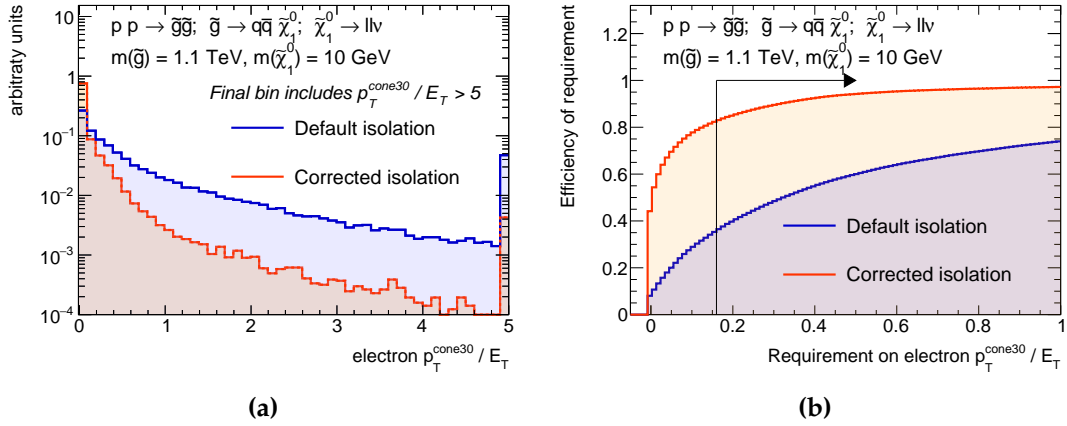 arbitraty units
10
1
10⁻¹
10⁻²
10⁻³
10⁻⁴
p p → g̃g̃; g̃ → qq̄ χ̃₁⁰; χ̃₁⁰ → llν
m(g̃) = 1.1 TeV, m(χ̃₁⁰) = 10 GeV
Final bin includes p_T^cone30 / E_T > 5
Default isolation
Corrected isolation
0 1 2 3 4 5
electron p_T^cone30 / E_T
(a)
Efficiency of requirement
1.2
1
0.8
0.6
0.4
0.2
0
p p → g̃g̃; g̃ → qq̄ χ̃₁⁰; χ̃₁⁰ → llν
m(g̃) = 1.1 TeV, m(χ̃₁⁰) = 10 GeV
Default isolation
Corrected isolation
0 0.2 0.4 0.6 0.8 1
Requirement on electron p_T^cone30 / E_T
(b)